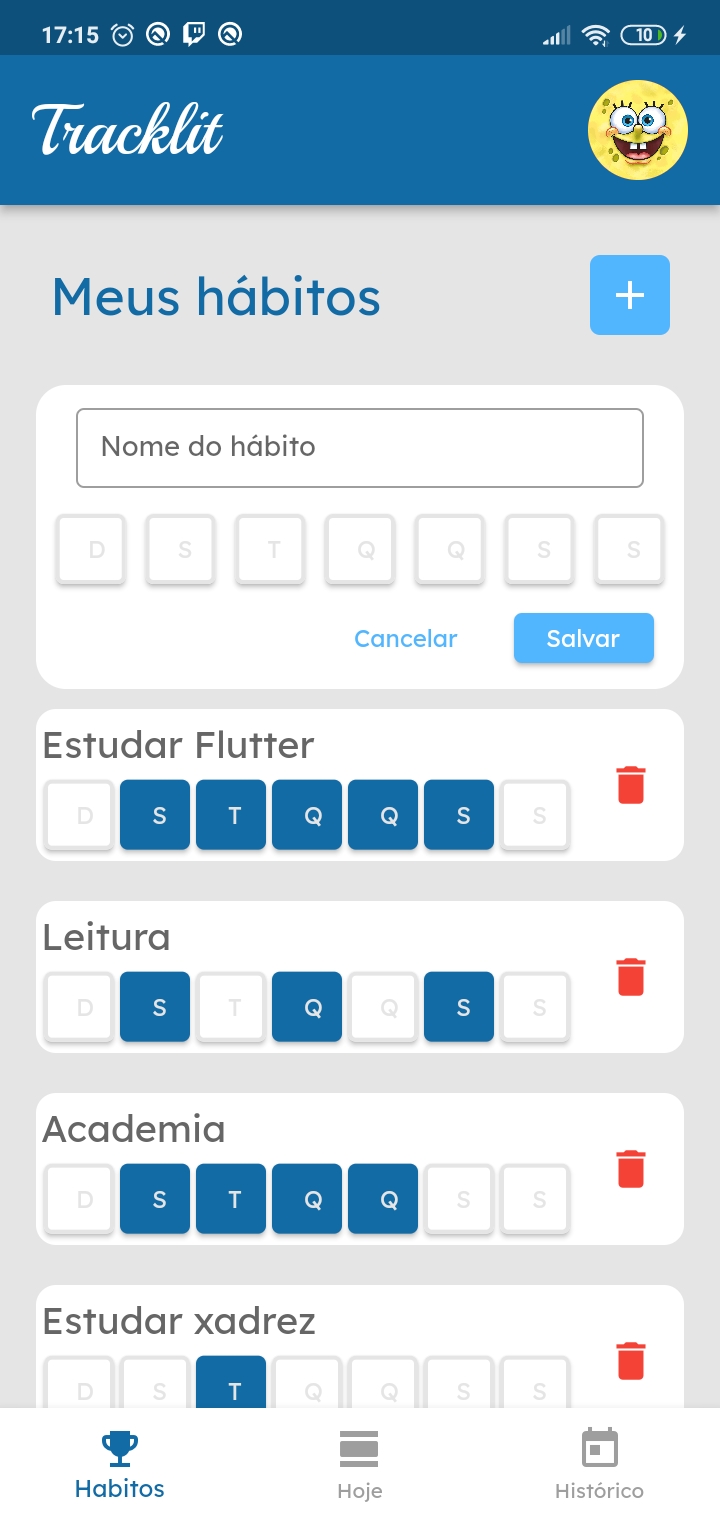 17:15 10
Tracklit
Meus hábitos +
Nome do hábito
D S T Q Q S S
Cancelar Salvar
Estudar Flutter
D S T Q Q S S
Leitura
D S T Q Q S S
Academia
D S T Q Q S S
Estudar xadrez
D S T Q Q S S
Habitos Hoje Histórico